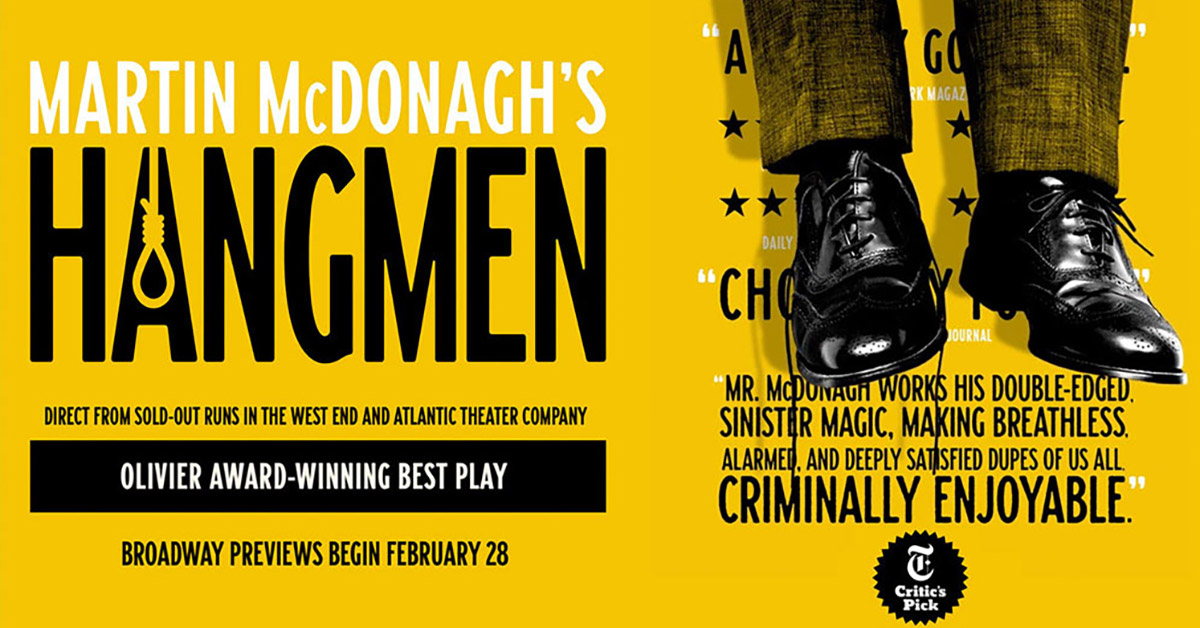 MARTIN McDONAGH'S
HANGMEN
DIRECT FROM SOLD-OUT RUNS IN THE WEST END AND ATLANTIC THEATER COMPANY
OLIVIER AWARD-WINNING BEST PLAY
BROADWAY PREVIEWS BEGIN FEBRUARY 28
“A
DAILY
JOURNAL
“MR. McDONAGH WORKS HIS DOUBLE-EDGED,
SINISTER MAGIC, MAKING BREATHLESS,
ALARMED, AND DEEPLY SATISFIED DUPES OF US ALL.
CRIMINALLY ENJOYABLE.”
T
Critic's
Pick